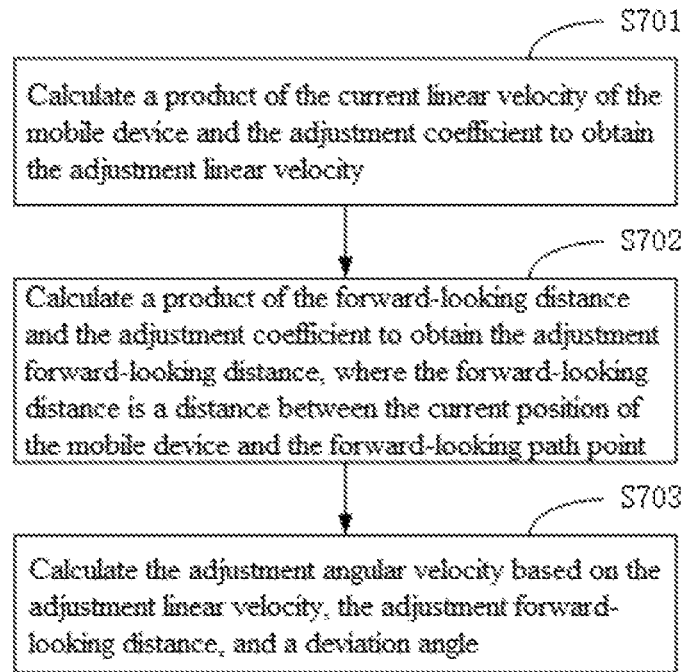 S701
Calculate a product of the current linear velocity of the
mobile device and the adjustment coefficient to obtain
the adjustment linear velocity
S702
Calculate a product of the forward-looking distance
and the adjustment coefficient to obtain the adjustment
forward-looking distance, where the forward-looking
distance is a distance between the current position of
the mobile device and the forward-looking path point
S703
Calculate the adjustment angular velocity based on the
adjustment linear velocity, the adjustment forward-
looking distance, and a deviation angle